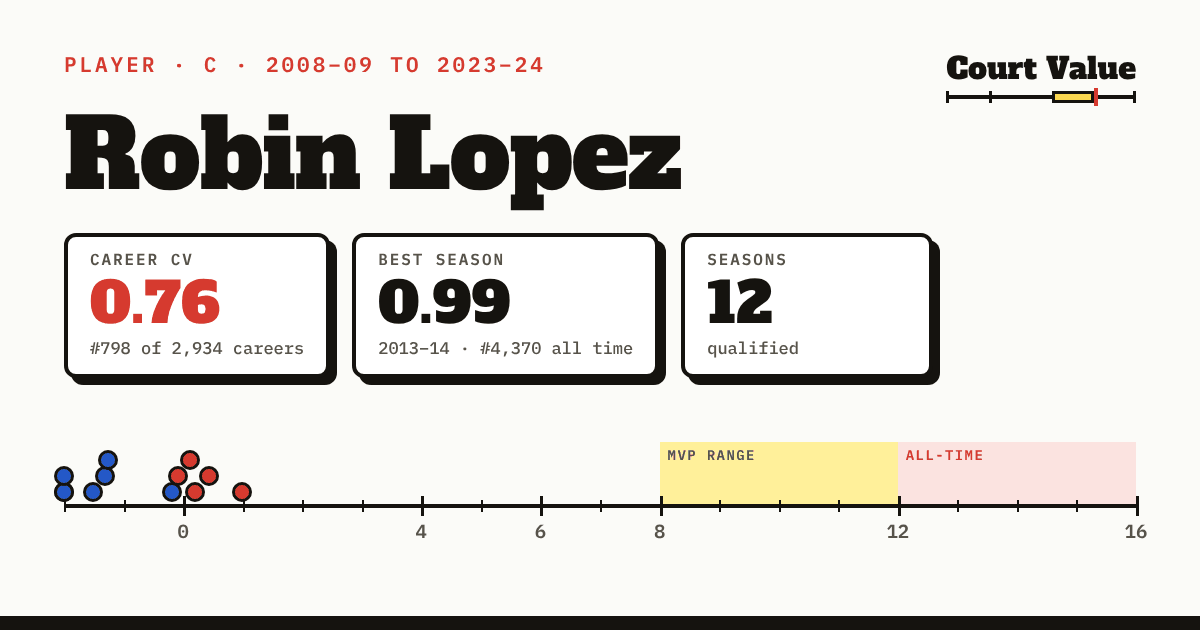 PLAYER · C · 2008–09 TO 2023–24
Court Value
Robin Lopez
CAREER CV
0.76
#798 of 2,934 careers
BEST SEASON
0.99
2013–14 · #4,370 all time
SEASONS
12
qualified
MVP RANGE
ALL-TIME
0 4 6 8 12 16